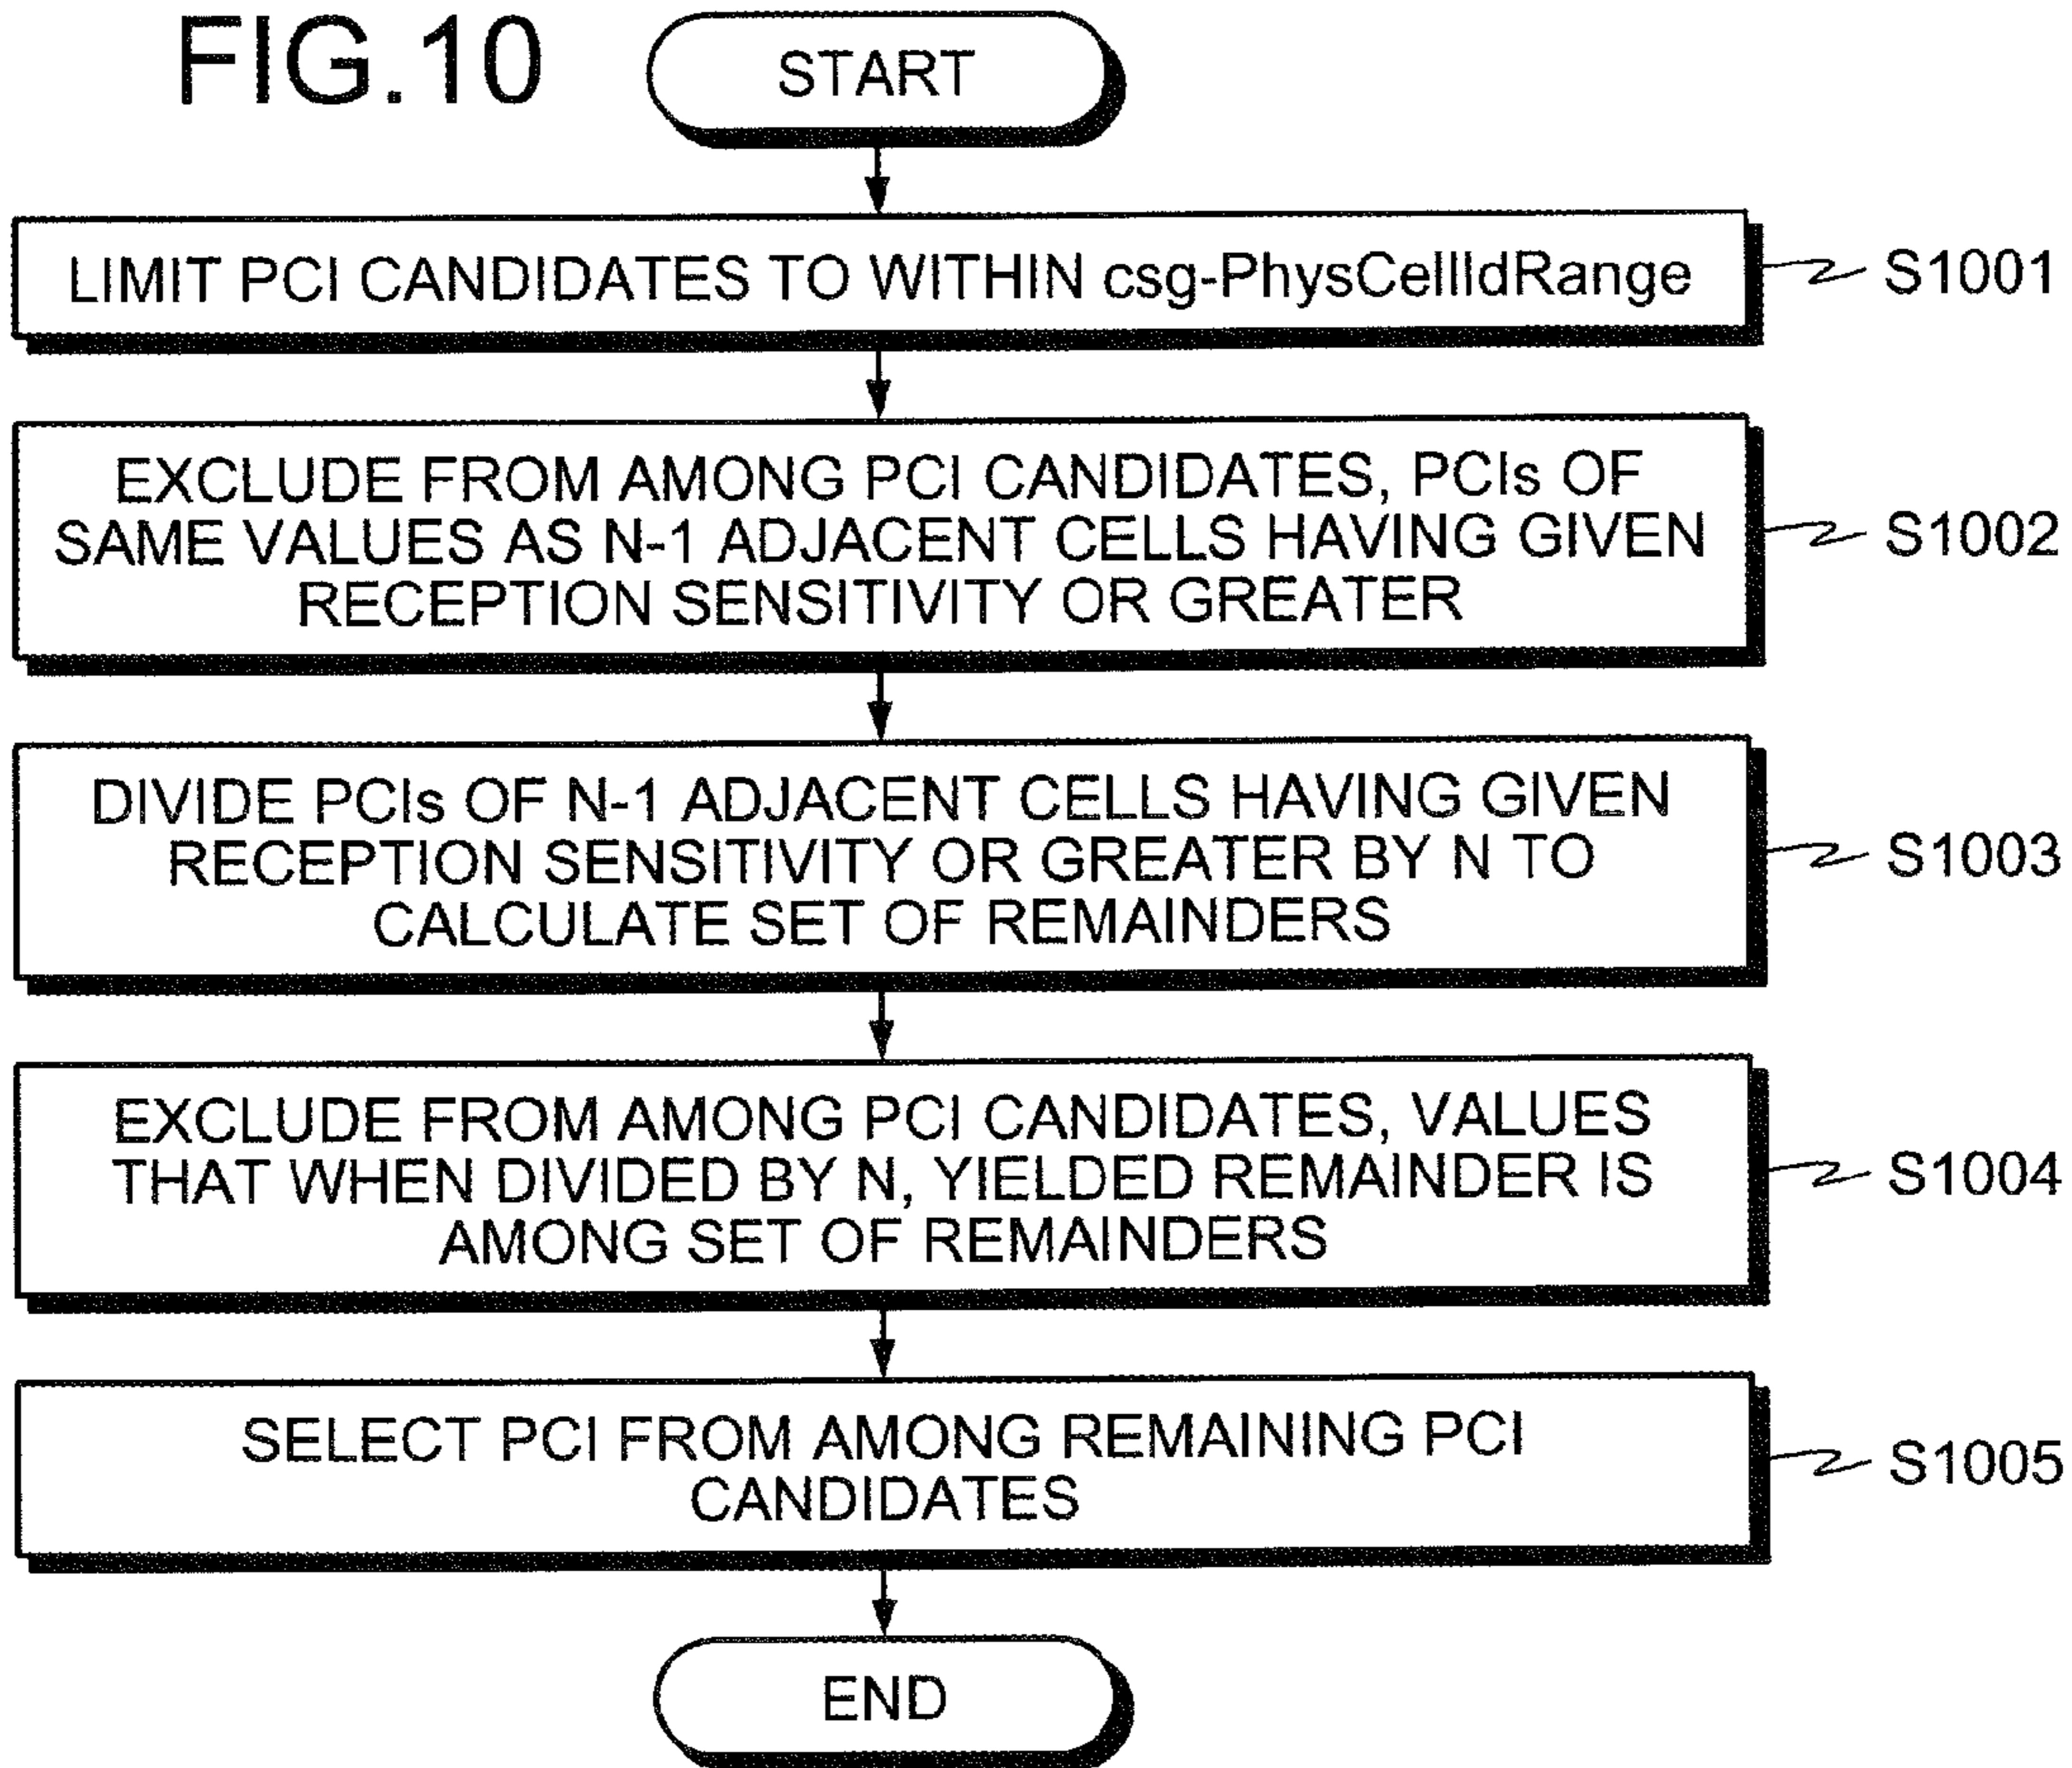 FIG.10
START
LIMIT PCI CANDIDATES TO WITHIN csg-PhysCellIdRange
S1001
EXCLUDE FROM AMONG PCI CANDIDATES, PCIs OF
SAME VALUES AS N-1 ADJACENT CELLS HAVING GIVEN
RECEPTION SENSITIVITY OR GREATER
S1002
DIVIDE PCIs OF N-1 ADJACENT CELLS HAVING GIVEN
RECEPTION SENSITIVITY OR GREATER BY N TO
CALCULATE SET OF REMAINDERS
S1003
EXCLUDE FROM AMONG PCI CANDIDATES, VALUES
THAT WHEN DIVIDED BY N, YIELDED REMAINDER IS
AMONG SET OF REMAINDERS
S1004
SELECT PCI FROM AMONG REMAINING PCI
CANDIDATES
S1005
END